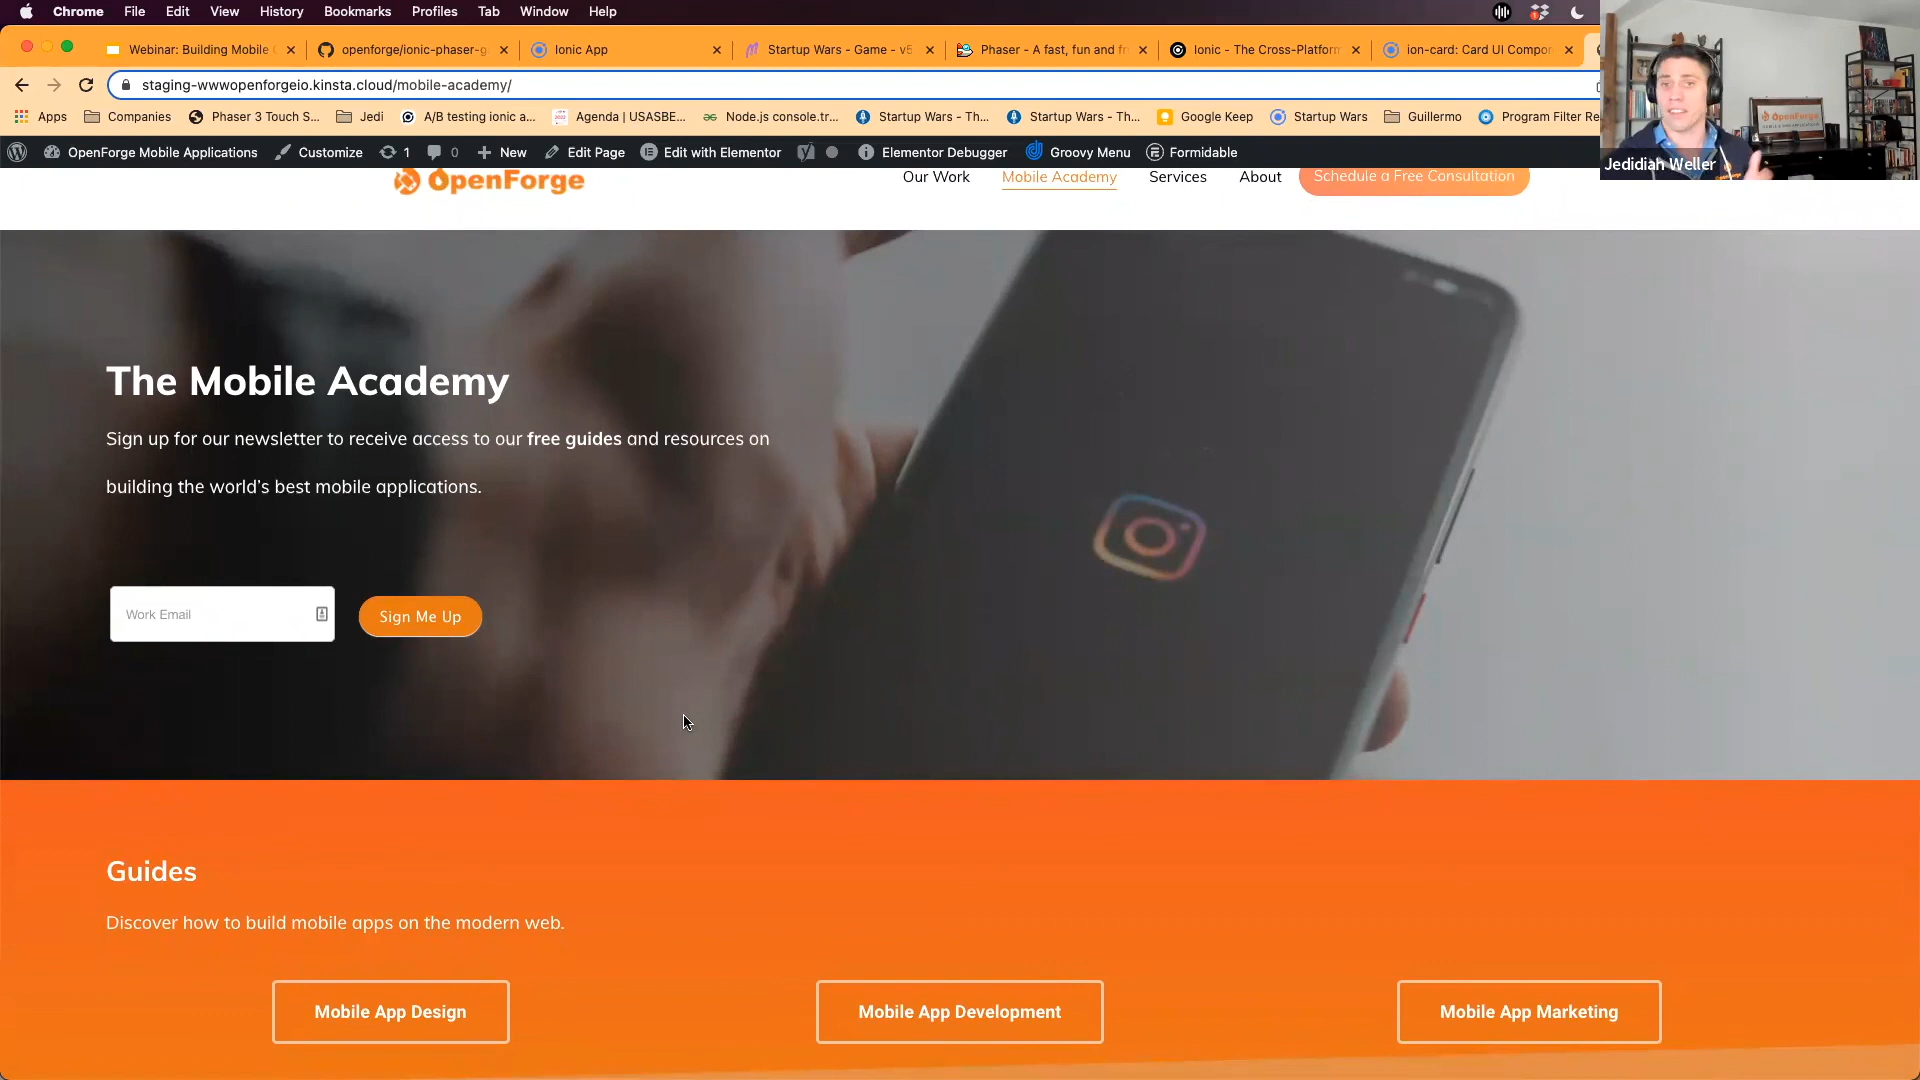 Chrome File Edit View History Bookmarks Profiles Tab Window Help
Webinar: Building Mobile openforge/ionic-phaser-g Ionic App Startup Wars - Game - v5 Phaser - A fast, fun and fr Ionic - The Cross-Platform ion-card: Card UI Compon
staging-wwwopenforgeio.kinsta.cloud/mobile-academy/
Apps Companies Phaser 3 Touch S... Jedi A/B testing ionic a... Agenda | USASBE... Node.js console.tr... Startup Wars - Th... Startup Wars - Th... Google Keep Startup Wars Guillermo Program Filter Re
OpenForge Mobile Applications Customize 1 0 New Edit Page Edit with Elementor Elementor Debugger Groovy Menu Formidable
OpenForge
Our Work Mobile Academy Services About Schedule a Free Consultation
OpenForge
Jedidiah Weller
The Mobile Academy
Sign up for our newsletter to receive access to our free guides and resources on
building the world's best mobile applications.
Work Email
Sign Me Up
Guides
Discover how to build mobile apps on the modern web.
Mobile App Design Mobile App Development Mobile App Marketing